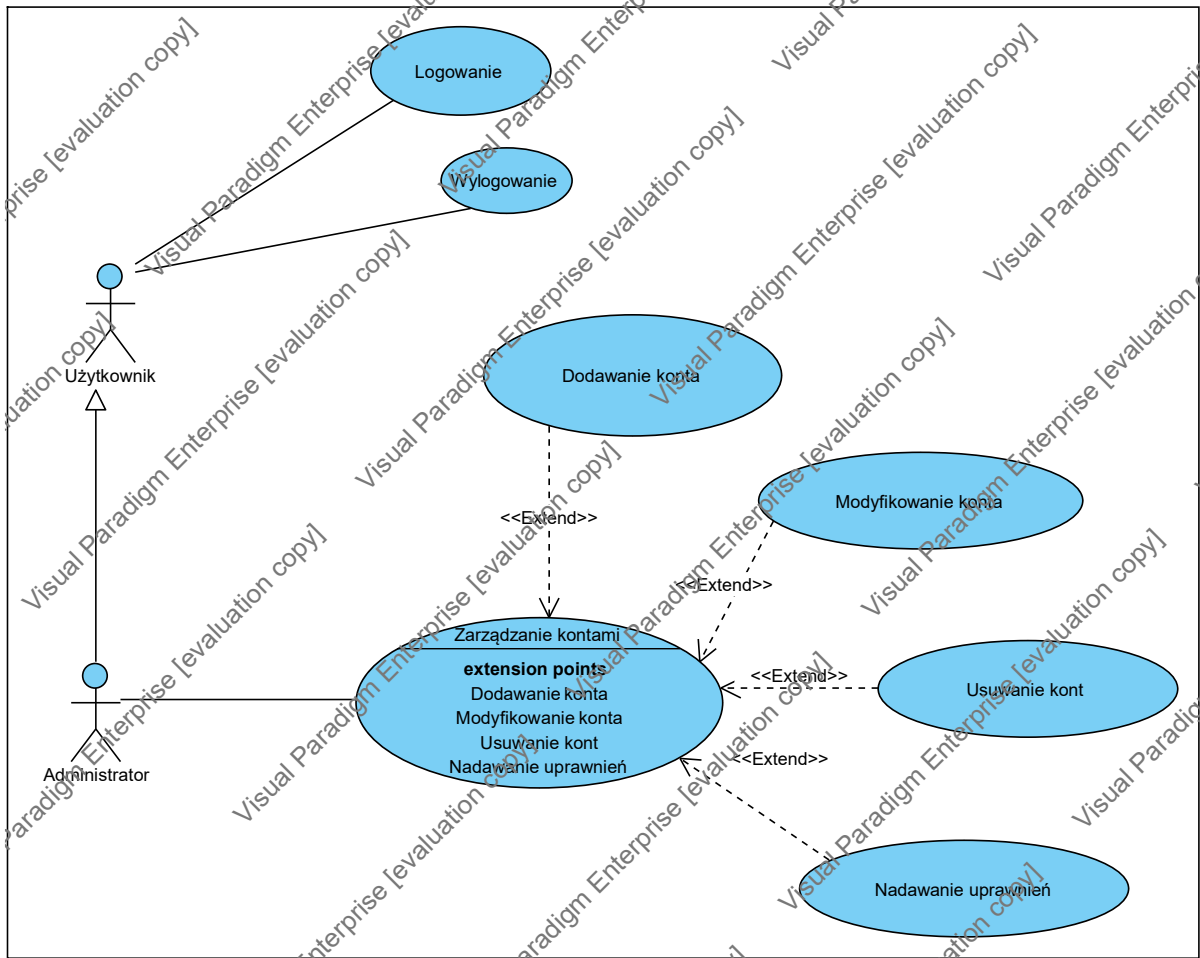 Logowanie
Wylogowanie
Użytkownik
Dodawanie konta
<<Extend>>
Modyfikowanie konta
<<Extend>>
Zarządzanie kontami
extension points
Dodawanie konta
Modyfikowanie konta
Usuwanie kont
Nadawanie uprawnień
<<Extend>>
Usuwanie kont
Administrator
<<Extend>>
Nadawanie uprawnień
Visual Paradigm Enterprise [evaluation copy]